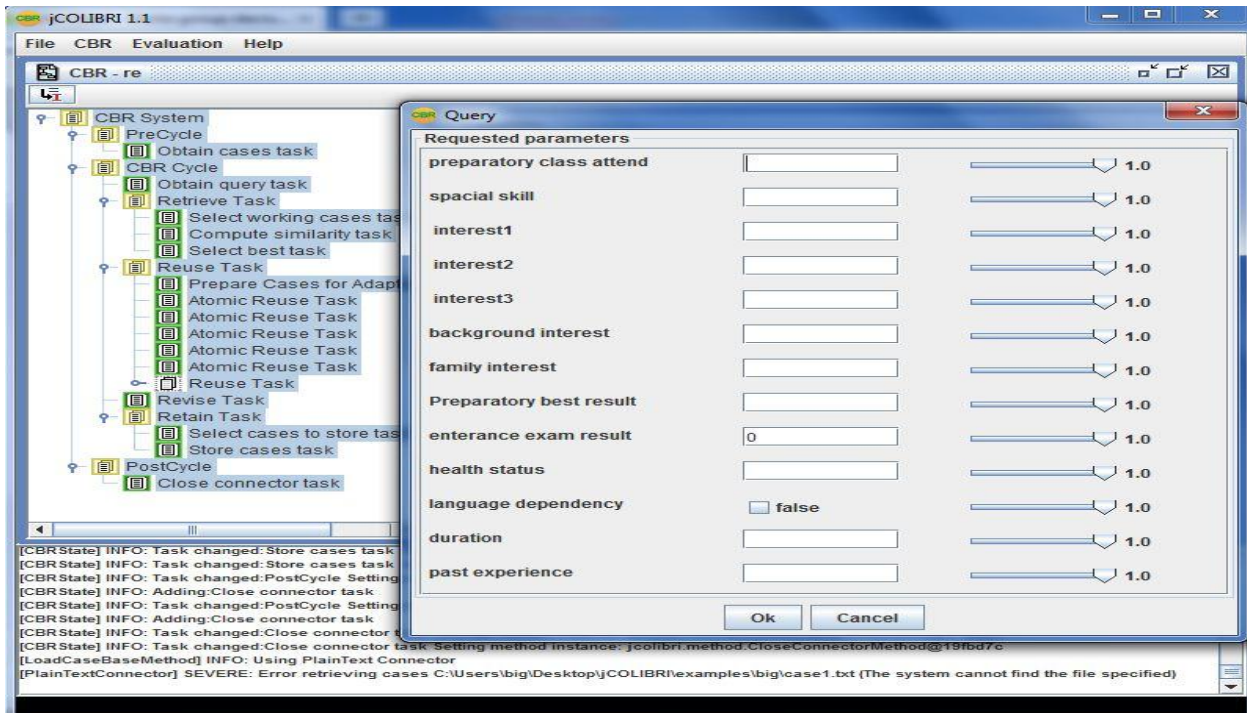 CBR jCOLIBRI 1.1
File CBR Evaluation Help
CBR - re
CBR System
PreCycle
Obtain cases task
CBR Cycle
Obtain query task
Retrieve Task
Select working cases tas
Compute similarity task
Select best task
Reuse Task
Prepare Cases for Adapt
Atomic Reuse Task
Atomic Reuse Task
Atomic Reuse Task
Atomic Reuse Task
Atomic Reuse Task
Reuse Task
Revise Task
Retain Task
Select cases to store tas
Store cases task
PostCycle
Close connector task
CBR Query
Requested parameters
preparatory class attend 1.0
spacial skill 1.0
interest1 1.0
interest2 1.0
interest3 1.0
background interest 1.0
family interest 1.0
Preparatory best result 1.0
enterance exam result 0 1.0
health status 1.0
language dependency false 1.0
duration 1.0
past experience 1.0
Ok Cancel
[CBRState] INFO: Task changed:Store cases task
[CBRState] INFO: Task changed:Store cases task
[CBRState] INFO: Task changed:PostCycle Setting
[CBRState] INFO: Adding:Close connector task
[CBRState] INFO: Task changed:PostCycle Setting
[CBRState] INFO: Adding:Close connector task
[CBRState] INFO: Task changed:Close connector t
[CBRState] INFO: Task changed:Close connector task Setting method instance: jcolibri.method.CloseConnectorMethod@19fbd7c
[LoadCaseBaseMethod] INFO: Using PlainText Connector
[PlainTextConnector] SEVERE: Error retrieving cases C:\Users\big\Desktop\jCOLIBRI\examples\big\case1.txt (The system cannot find the file specified)